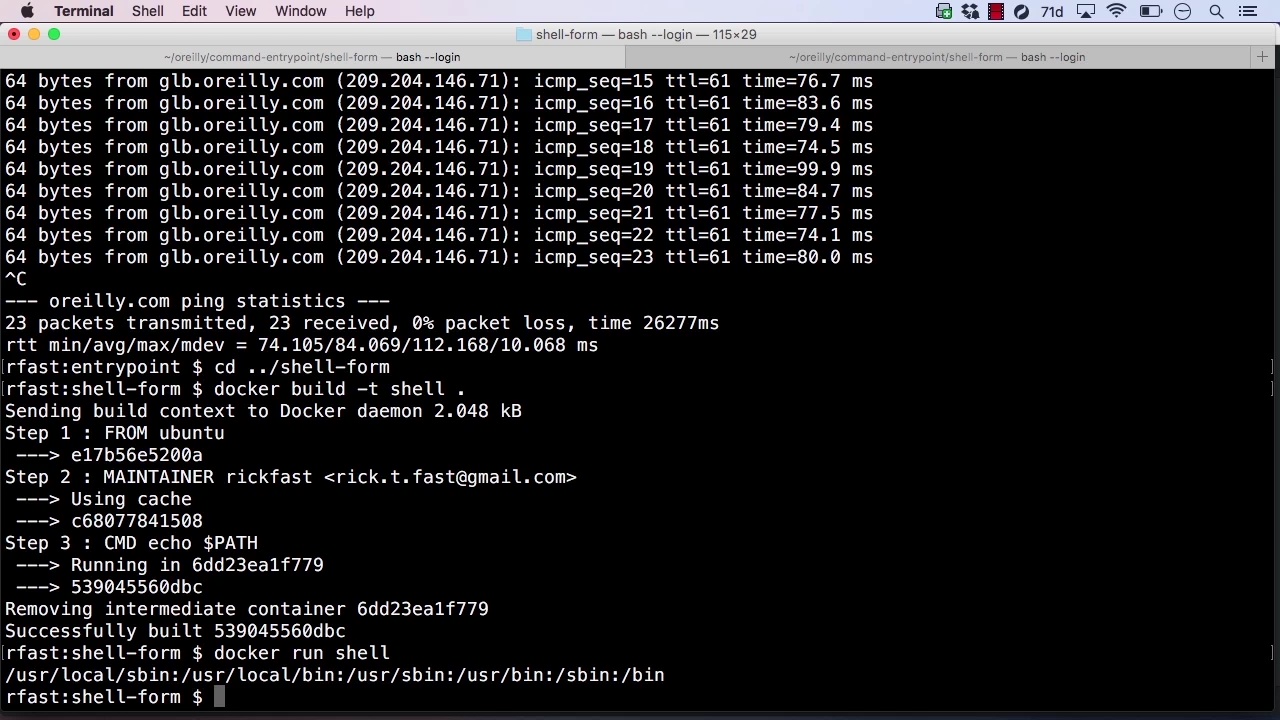 Terminal Shell Edit View Window Help 71d
shell-form — bash --login — 115×29
~/oreilly/command-entrypoint/shell-form — bash --login ~/oreilly/command-entrypoint/shell-form — bash --login
64 bytes from glb.oreilly.com (209.204.146.71): icmp_seq=15 ttl=61 time=76.7 ms
64 bytes from glb.oreilly.com (209.204.146.71): icmp_seq=16 ttl=61 time=83.6 ms
64 bytes from glb.oreilly.com (209.204.146.71): icmp_seq=17 ttl=61 time=79.4 ms
64 bytes from glb.oreilly.com (209.204.146.71): icmp_seq=18 ttl=61 time=74.5 ms
64 bytes from glb.oreilly.com (209.204.146.71): icmp_seq=19 ttl=61 time=99.9 ms
64 bytes from glb.oreilly.com (209.204.146.71): icmp_seq=20 ttl=61 time=84.7 ms
64 bytes from glb.oreilly.com (209.204.146.71): icmp_seq=21 ttl=61 time=77.5 ms
64 bytes from glb.oreilly.com (209.204.146.71): icmp_seq=22 ttl=61 time=74.1 ms
64 bytes from glb.oreilly.com (209.204.146.71): icmp_seq=23 ttl=61 time=80.0 ms
^C
--- oreilly.com ping statistics ---
23 packets transmitted, 23 received, 0% packet loss, time 26277ms
rtt min/avg/max/mdev = 74.105/84.069/112.168/10.068 ms
[rfast:entrypoint $ cd ../shell-form ]
[rfast:shell-form $ docker build -t shell . ]
Sending build context to Docker daemon 2.048 kB
Step 1 : FROM ubuntu
 ---> e17b56e5200a
Step 2 : MAINTAINER rickfast <rick.t.fast@gmail.com>
 ---> Using cache
 ---> c68077841508
Step 3 : CMD echo $PATH
 ---> Running in 6dd23ea1f779
 ---> 539045560dbc
Removing intermediate container 6dd23ea1f779
Successfully built 539045560dbc
[rfast:shell-form $ docker run shell ]
/usr/local/sbin:/usr/local/bin:/usr/sbin:/usr/bin:/sbin:/bin
rfast:shell-form $